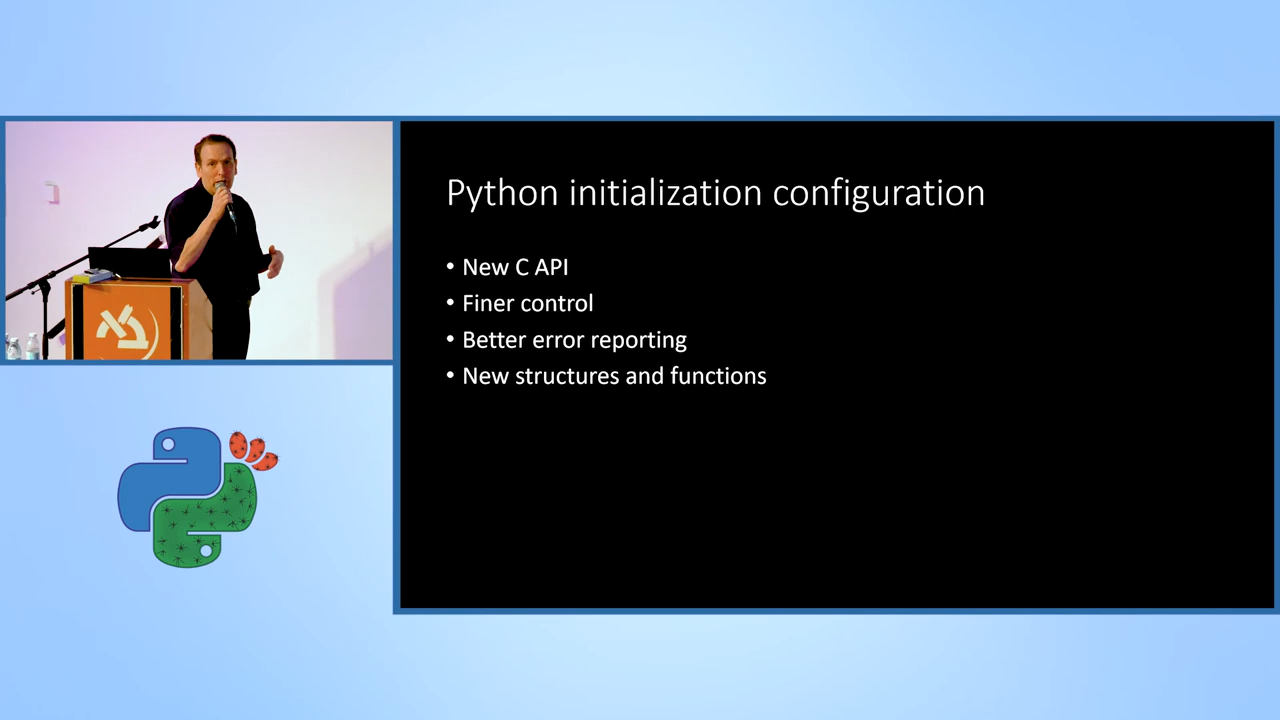 Python initialization configuration
• New C API
• Finer control
• Better error reporting
• New structures and functions